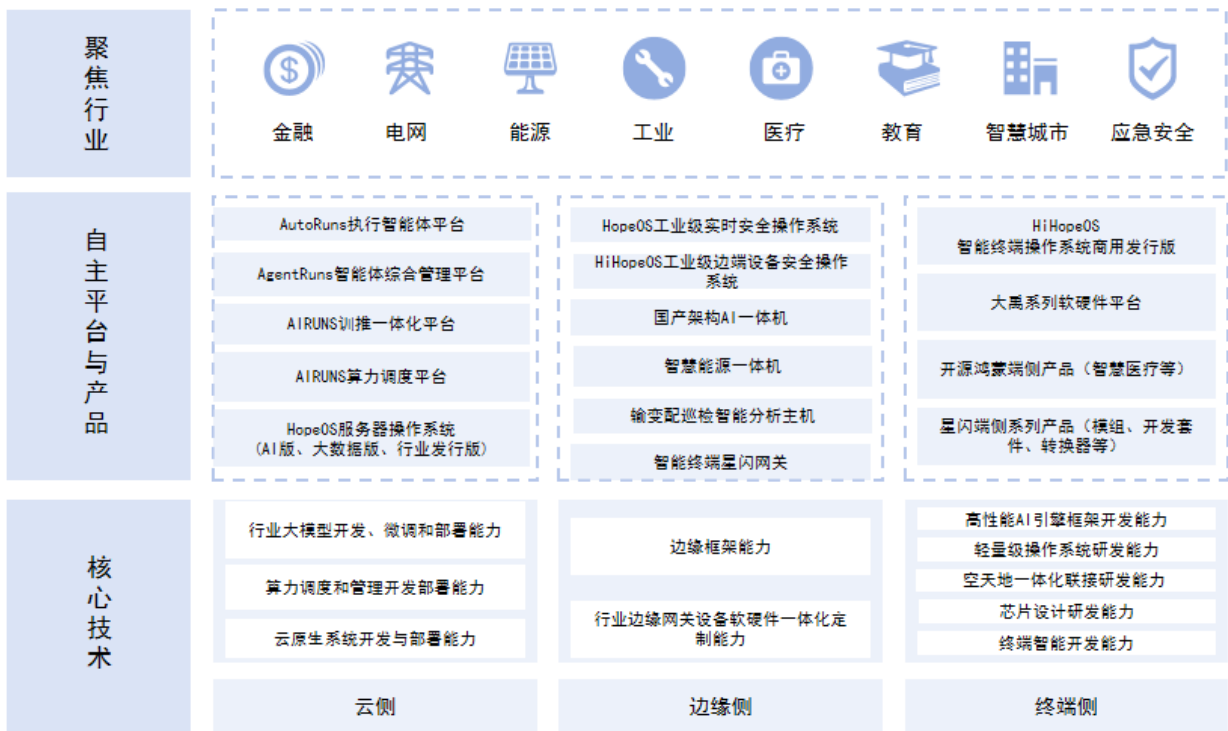 聚焦行业
金融
电网
能源
工业
医疗
教育
智慧城市
应急安全
自主平台与产品
AutoRuns执行智能体平台
AgentRuns智能体综合管理平台
AIRUNS训推一体化平台
AIRUNS算力调度平台
HopeOS服务器操作系统
(AI版、大数据版、行业发行版)
HopeOS工业级实时安全操作系统
HiHopeOS工业级边端设备安全操作
系统
国产架构AI一体机
智慧能源一体机
输变配巡检智能分析主机
智能终端星闪网关
HiHopeOS
智能终端操作系统商用发行版
大禹系列软硬件平台
开源鸿蒙端侧产品（智慧医疗等）
星闪端侧系列产品（模组、开发套
件、转换器等）
核心技术
行业大模型开发、微调和部署能力
算力调度和管理开发部署能力
云原生系统开发与部署能力
边缘框架能力
行业边缘网关设备软硬件一体化定
制能力
高性能AI引擎框架开发能力
轻量级操作系统研发能力
空天地一体化联接研发能力
芯片设计研发能力
终端智能开发能力
云侧
边缘侧
终端侧